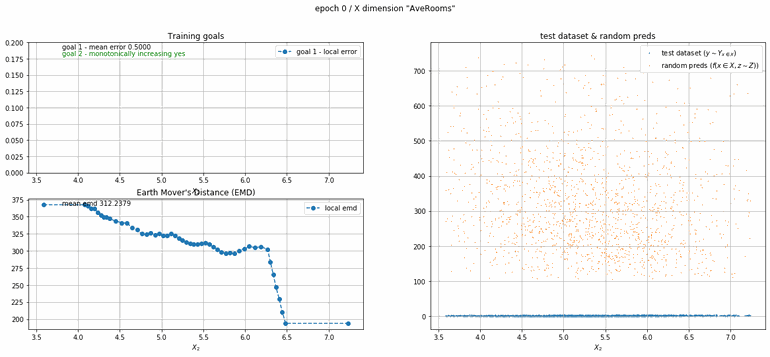 epoch 0 / X dimension "AveRooms"
Training goals
goal 1 - mean error 0.5000
goal 2 - monotonically increasing yes
goal 1 - local error
0.200
0.175
0.150
0.125
0.100
0.075
0.050
0.025
0.000
3.5 4.0 4.5 5.0 5.5 6.0 6.5 7.0
Earth Mover's Distance (EMD)
mean emd 312.2379
local emd
375
350
325
300
275
250
225
200
3.5 4.0 4.5 5.0 5.5 6.0 6.5 7.0
X₂
test dataset & random preds
test dataset (y ∼ Yₓ ∈ ₓ)
random preds (f(x ∈ X, z ∼ Z))
700
600
500
400
300
200
100
0
3.5 4.0 4.5 5.0 5.5 6.0 6.5 7.0
X₂